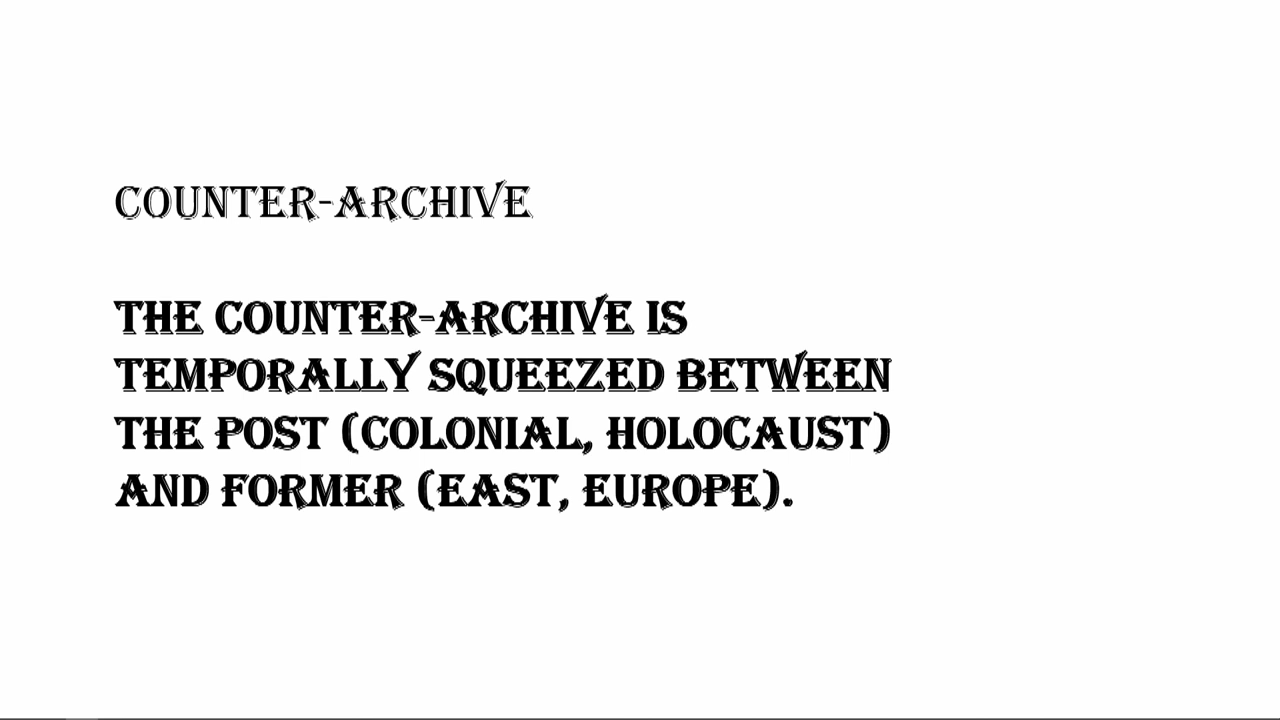 COUNTER-ARCHIVE
THE COUNTER-ARCHIVE IS
TEMPORALLY SQUEEZED BETWEEN
THE POST (COLONIAL, HOLOCAUST)
AND FORMER (EAST, EUROPE).